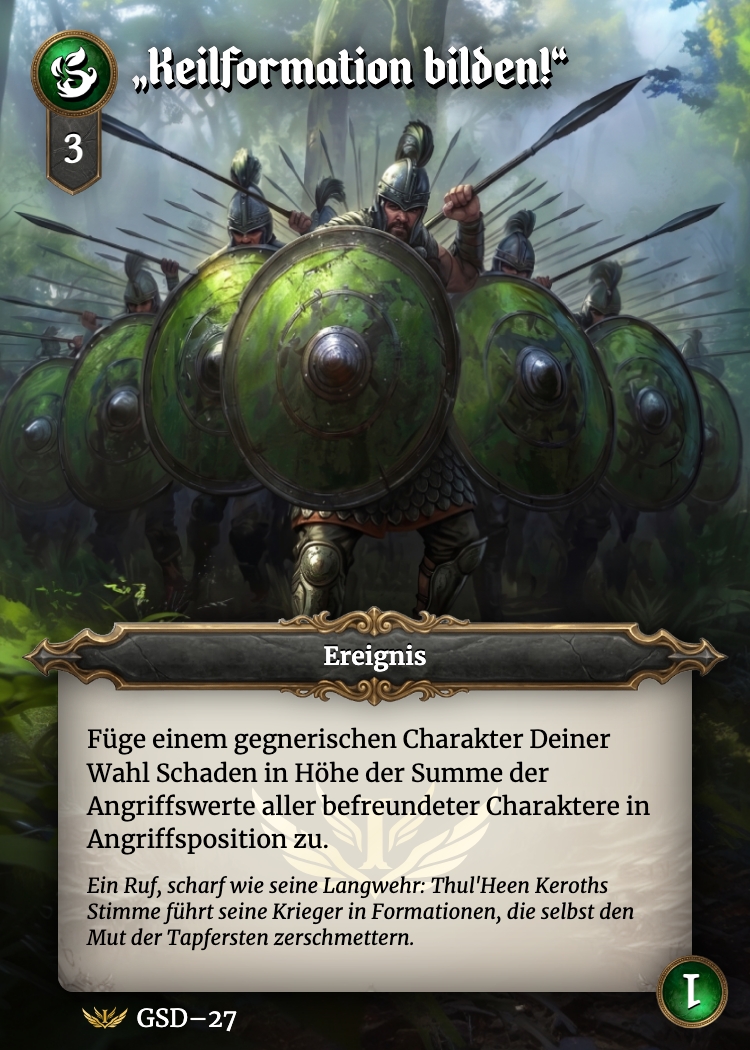 „Keilformation bilden!“
3
Ereignis
Füge einem gegnerischen Charakter Deiner
Wahl Schaden in Höhe der Summe der
Angriffswerte aller befreundeter Charaktere in
Angriffsposition zu.
Ein Ruf, scharf wie seine Langwehr: Thul'Heen Keroths
Stimme führt seine Krieger in Formationen, die selbst den
Mut der Tapfersten zerschmettern.
GSD–27
1